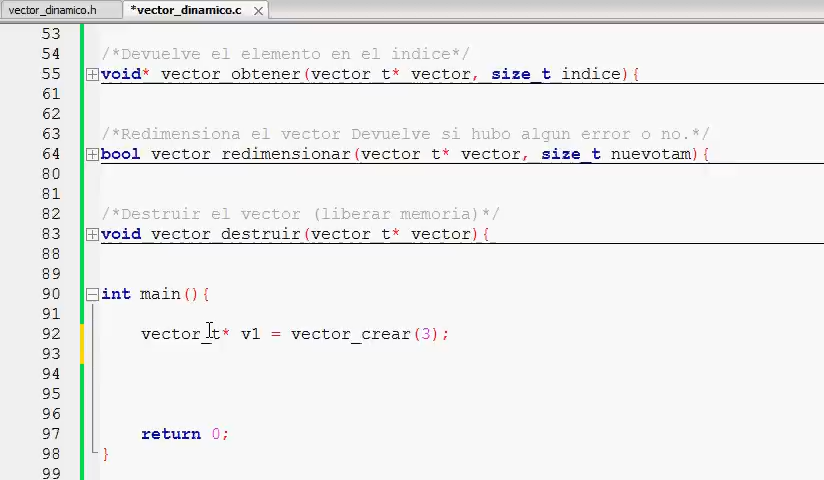 vector_dinamico.h *vector_dinamico.c
53
54 /*Devuelve el elemento en el indice*/
55 void* vector_obtener(vector_t* vector, size_t indice){
61
62
63 /*Redimensiona el vector Devuelve si hubo algun error o no.*/
64 bool vector_redimensionar(vector_t* vector, size_t nuevotam){
80
81
82 /*Destruir el vector (liberar memoria)*/
83 void vector_destruir(vector_t* vector){
88
89
90 int main(){
91
92 vector_t* v1 = vector_crear(3);
93
94
95
96
97 return 0;
98 }
99